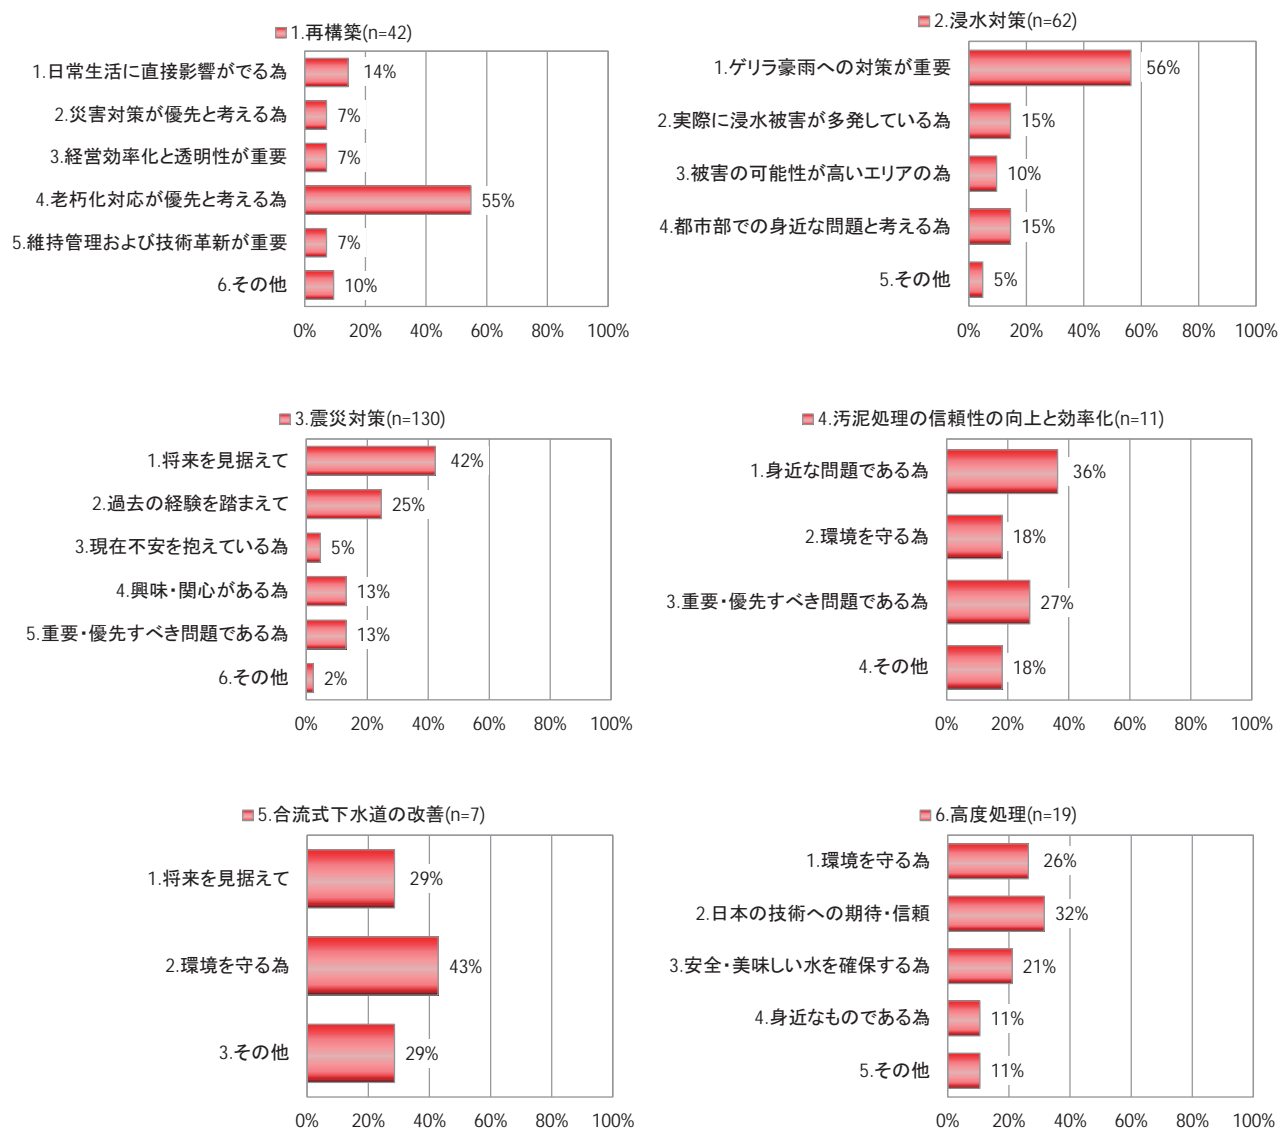 1.再構築(n=42)
1.日常生活に直接影響がでる為 14%
2.災害対策が優先と考える為 7%
3.経営効率化と透明性が重要 7%
4.老朽化対応が優先と考える為 55%
5.維持管理および技術革新が重要 7%
6.その他 10%
0% 20% 40% 60% 80% 100%
2.浸水対策(n=62)
1.ゲリラ豪雨への対策が重要 56%
2.実際に浸水被害が多発している為 15%
3.被害の可能性が高いエリアの為 10%
4.都市部での身近な問題と考える為 15%
5.その他 5%
0% 20% 40% 60% 80% 100%
3.震災対策(n=130)
1.将来を見据えて 42%
2.過去の経験を踏まえて 25%
3.現在不安を抱えている為 5%
4.興味・関心がある為 13%
5.重要・優先すべき問題である為 13%
6.その他 2%
0% 20% 40% 60% 80% 100%
4.汚泥処理の信頼性の向上と効率化(n=11)
1.身近な問題である為 36%
2.環境を守る為 18%
3.重要・優先すべき問題である為 27%
4.その他 18%
0% 20% 40% 60% 80% 100%
5.合流式下水道の改善(n=7)
1.将来を見据えて 29%
2.環境を守る為 43%
3.その他 29%
0% 20% 40% 60% 80% 100%
6.高度処理(n=19)
1.環境を守る為 26%
2.日本の技術への期待・信頼 32%
3.安全・美味しい水を確保する為 21%
4.身近なものである為 11%
5.その他 11%
0% 20% 40% 60% 80% 100%